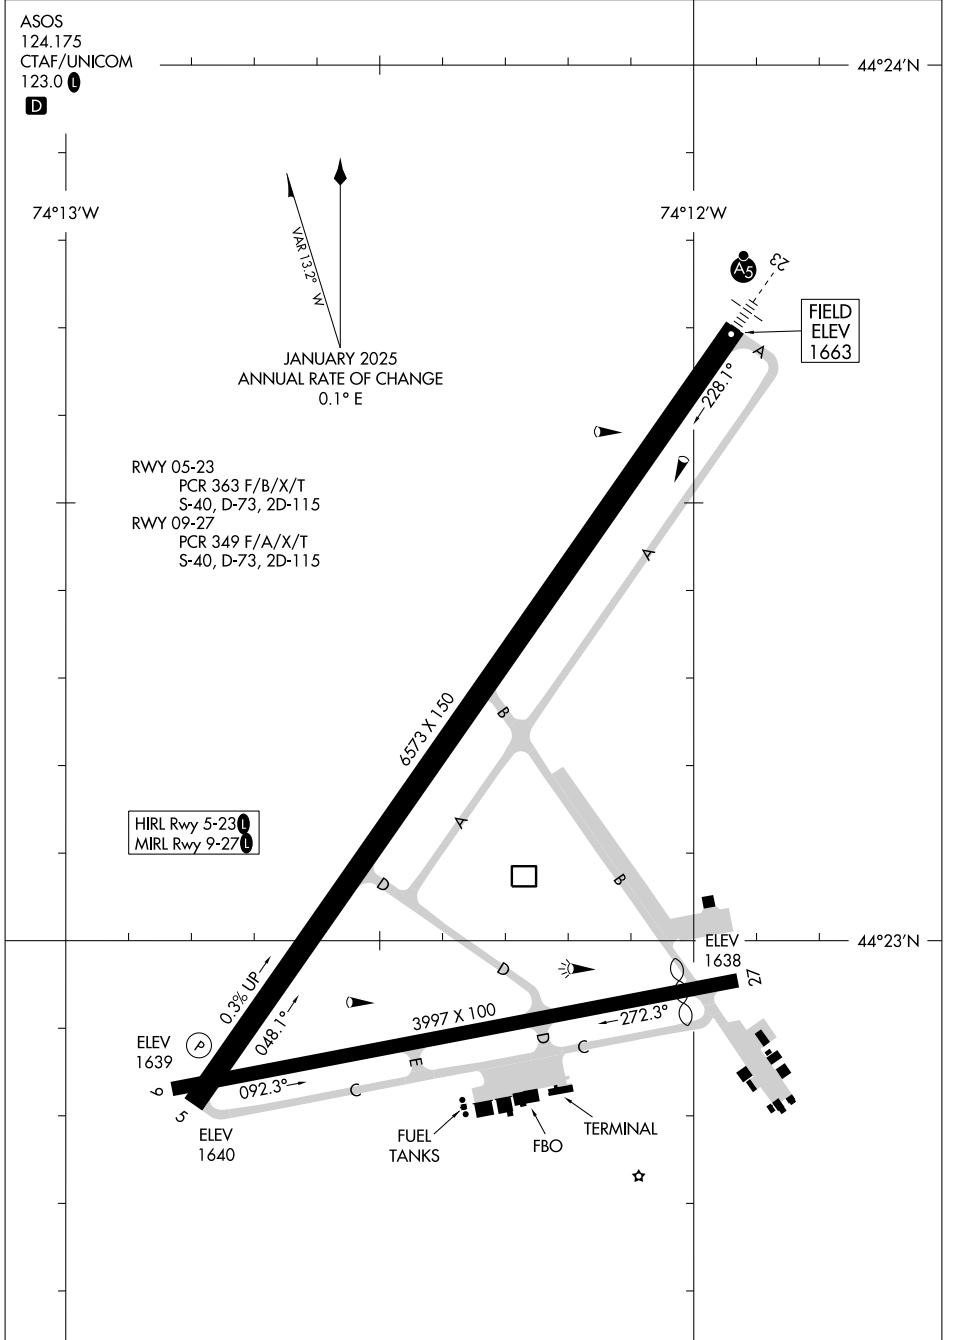 ASOS
124.175
CTAF/UNICOM
123.0 L
D
44°24'N
74°13'W
74°12'W
VAR 13.2° W
JANUARY 2025
ANNUAL RATE OF CHANGE
0.1° E
A5
23
FIELD
ELEV
1663
A
228.1°
RWY 05-23
PCR 363 F/B/X/T
S-40, D-73, 2D-115
RWY 09-27
PCR 349 F/A/X/T
S-40, D-73, 2D-115
A
B
6573 X 150
A
HIRL Rwy 5-23 L
MIRL Rwy 9-27 L
D
B
ELEV
1638
44°23'N
D
27
0.3% UP
048.1°
3997 X 100
272.3°
ELEV
1639
P
D
C
E
9
092.3°
C
5
ELEV
1640
FUEL
TANKS
FBO
TERMINAL